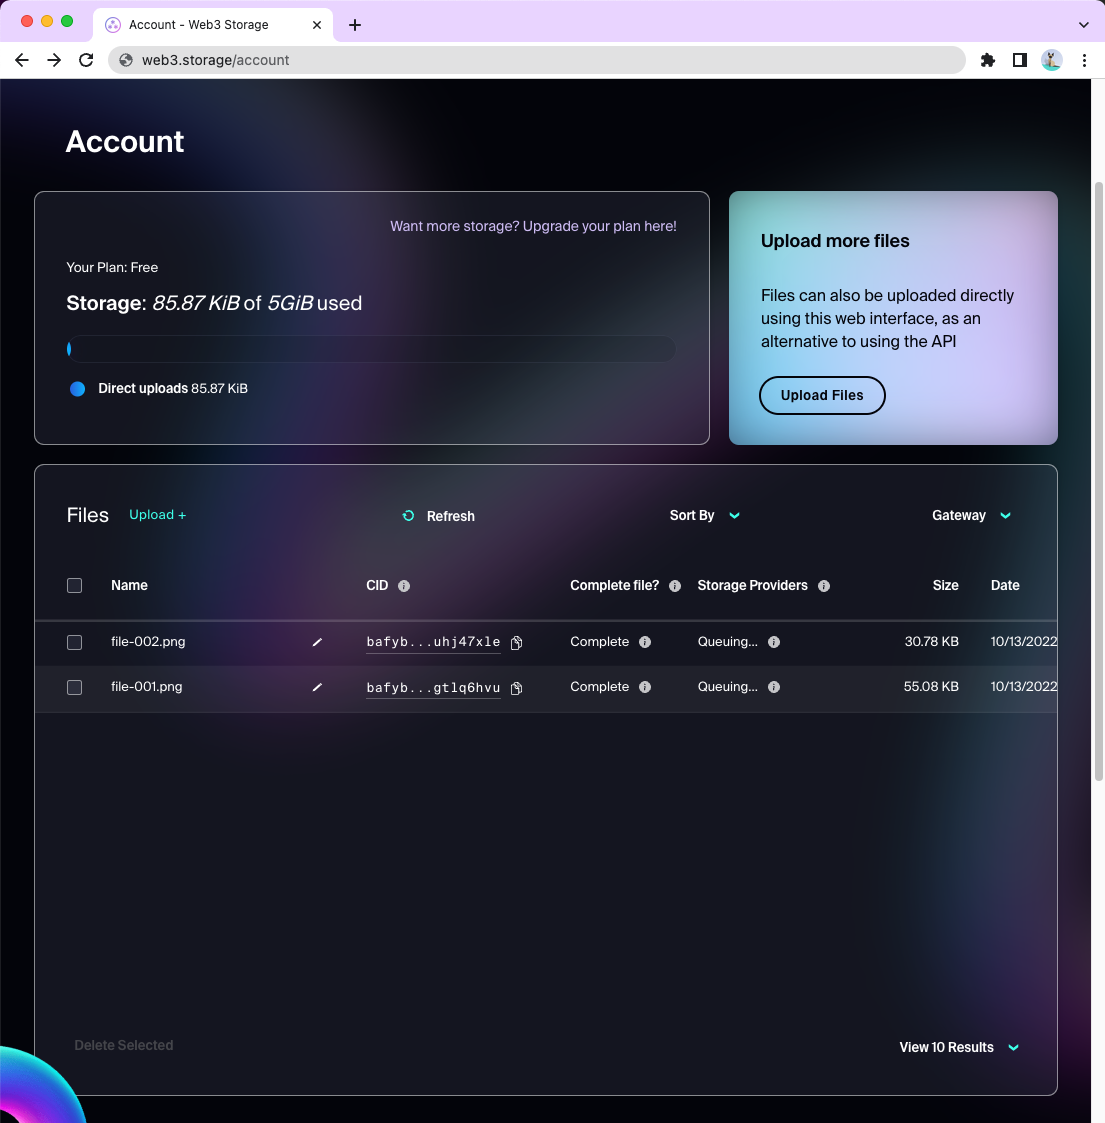 Account - Web3 Storage
web3.storage/account
Account
Want more storage? Upgrade your plan here!
Your Plan: Free
Storage: 85.87 KiB of 5GiB used
Direct uploads 85.87 KiB
Upload more files
Files can also be uploaded directly
using this web interface, as an
alternative to using the API
Upload Files
Files Upload + Refresh Sort By Gateway
Name CID Complete file? Storage Providers Size Date
file-002.png bafyb...uhj47xle Complete Queuing... 30.78 KB 10/13/2022
file-001.png bafyb...gtlq6hvu Complete Queuing... 55.08 KB 10/13/2022
Delete Selected View 10 Results